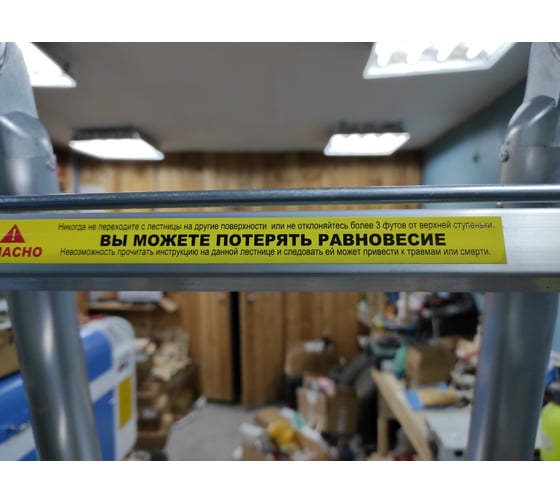 Никогда не переходите с лестницы на другие поверхности или не отклоняйтесь более 3 футов от верхней ступеньки.
ВЫ МОЖЕТЕ ПОТЕРЯТЬ РАВНОВЕСИЕ
Невозможность прочитать инструкцию на данной лестнице и следовать ей может привести к травмам или смерти.